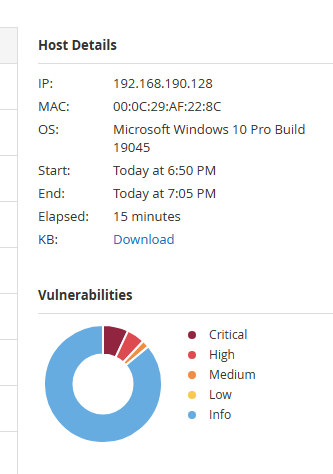 Host Details
IP: 192.168.190.128
MAC: 00:0C:29:AF:22:8C
OS: Microsoft Windows 10 Pro Build
19045
Start: Today at 6:50 PM
End: Today at 7:05 PM
Elapsed: 15 minutes
KB: Download
Vulnerabilities
Critical
High
Medium
Low
Info